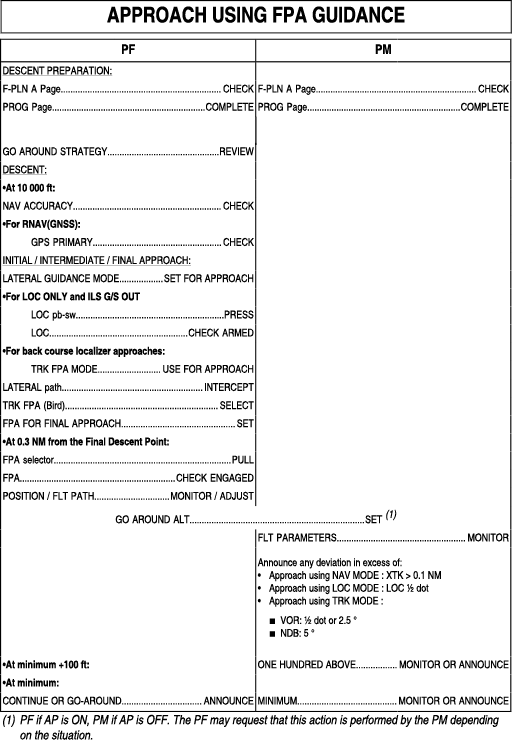 APPROACH USING FPA GUIDANCE
PF PM
DESCENT PREPARATION:
F-PLN A Page.................................................................. CHECK F-PLN A Page.................................................................. CHECK
PROG Page...............................................................COMPLETE PROG Page...............................................................COMPLETE
GO AROUND STRATEGY..............................................REVIEW
DESCENT:
•At 10 000 ft:
NAV ACCURACY............................................................. CHECK
•For RNAV(GNSS):
GPS PRIMARY..................................................... CHECK
INITIAL / INTERMEDIATE / FINAL APPROACH:
LATERAL GUIDANCE MODE..................SET FOR APPROACH
•For LOC ONLY and ILS G/S OUT
LOC pb-sw.............................................................PRESS
LOC.........................................................CHECK ARMED
•For back course localizer approaches:
TRK FPA MODE.......................... USE FOR APPROACH
LATERAL path.......................................................... INTERCEPT
TRK FPA (Bird)............................................................... SELECT
FPA FOR FINAL APPROACH............................................... SET
•At 0.3 NM from the Final Descent Point:
FPA selector.........................................................................PULL
FPA................................................................CHECK ENGAGED
POSITION / FLT PATH...............................MONITOR / ADJUST
GO AROUND ALT........................................................................SET (1)
FLT PARAMETERS..................................................... MONITOR
Announce any deviation in excess of:
• Approach using NAV MODE : XTK > 0.1 NM
• Approach using LOC MODE : LOC ½ dot
• Approach using TRK MODE :
■ VOR: ½ dot or 2.5 °
■ NDB: 5 °
•At minimum +100 ft: ONE HUNDRED ABOVE................. MONITOR OR ANNOUNCE
•At minimum:
CONTINUE OR GO-AROUND................................. ANNOUNCE MINIMUM......................................... MONITOR OR ANNOUNCE
(1) PF if AP is ON, PM if AP is OFF. The PF may request that this action is performed by the PM depending
on the situation.